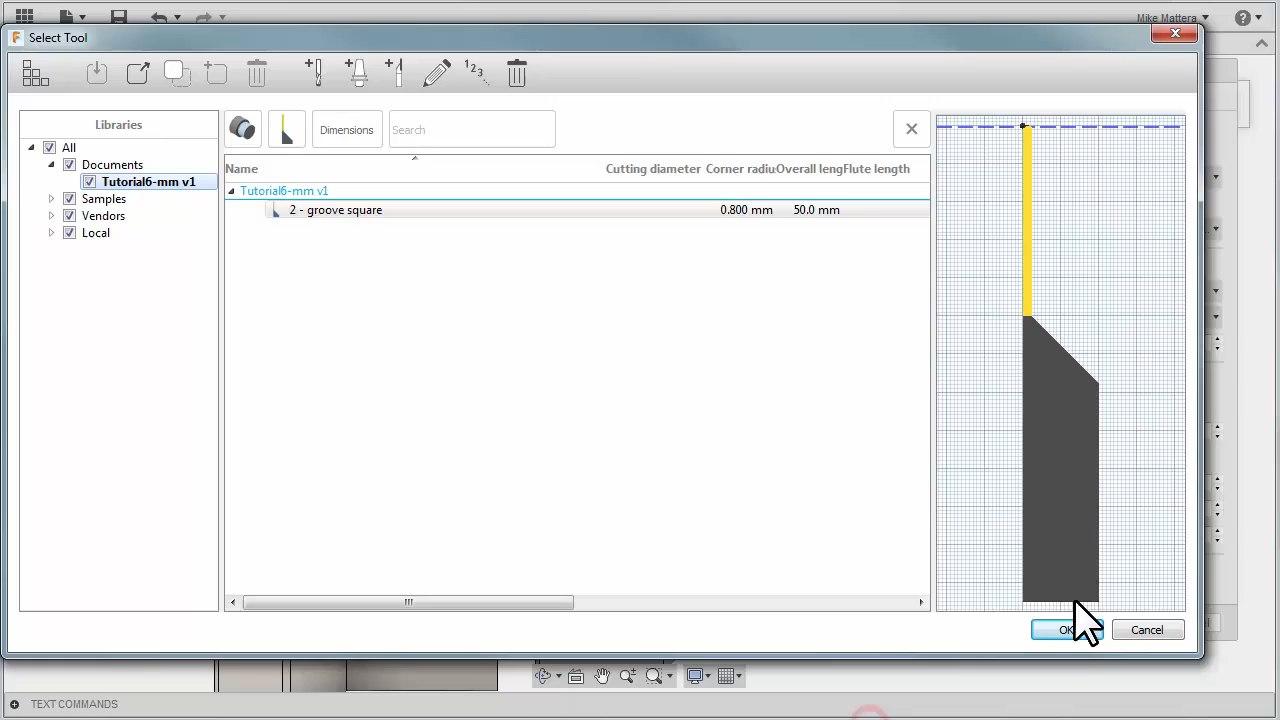 Mike Mattera
Select Tool
Libraries
All
Documents
Tutorial6-mm v1
Samples
Vendors
Local
Dimensions
Search
Name
Cutting diameter
Corner radiu
Overall leng
Flute length
Tutorial6-mm v1
2 - groove square
0.800 mm
50.0 mm
OK
Cancel
TEXT COMMANDS